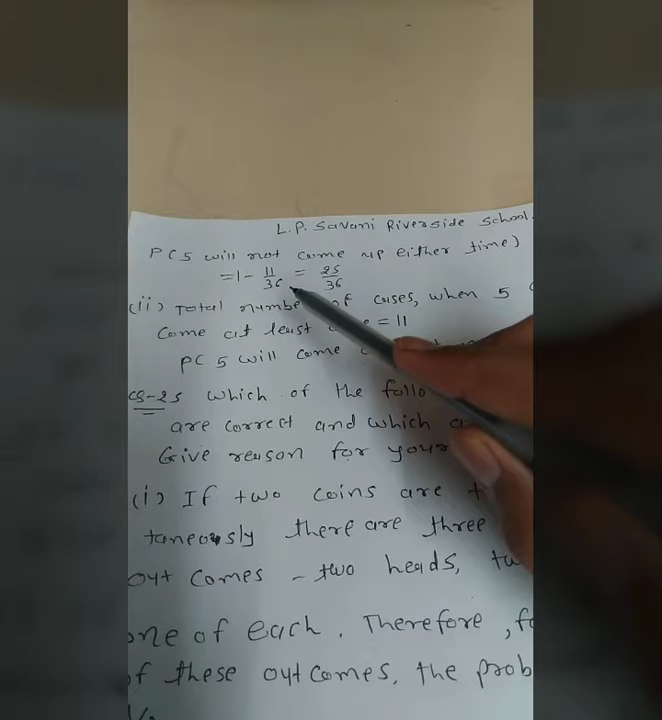 L.P. Savani Riverside School.
P(5 will not come up either time)
= 1 - 11/36 = 25/36
(ii) Total numbe of cases, when 5
come at least = 11
P(5 will come
Q-25 which of the follo
are correct and which
Give reason for your
(i) If two coins are
taneously there are three
out comes - two heads,
one of each. Therefore,
of these out comes, the prob